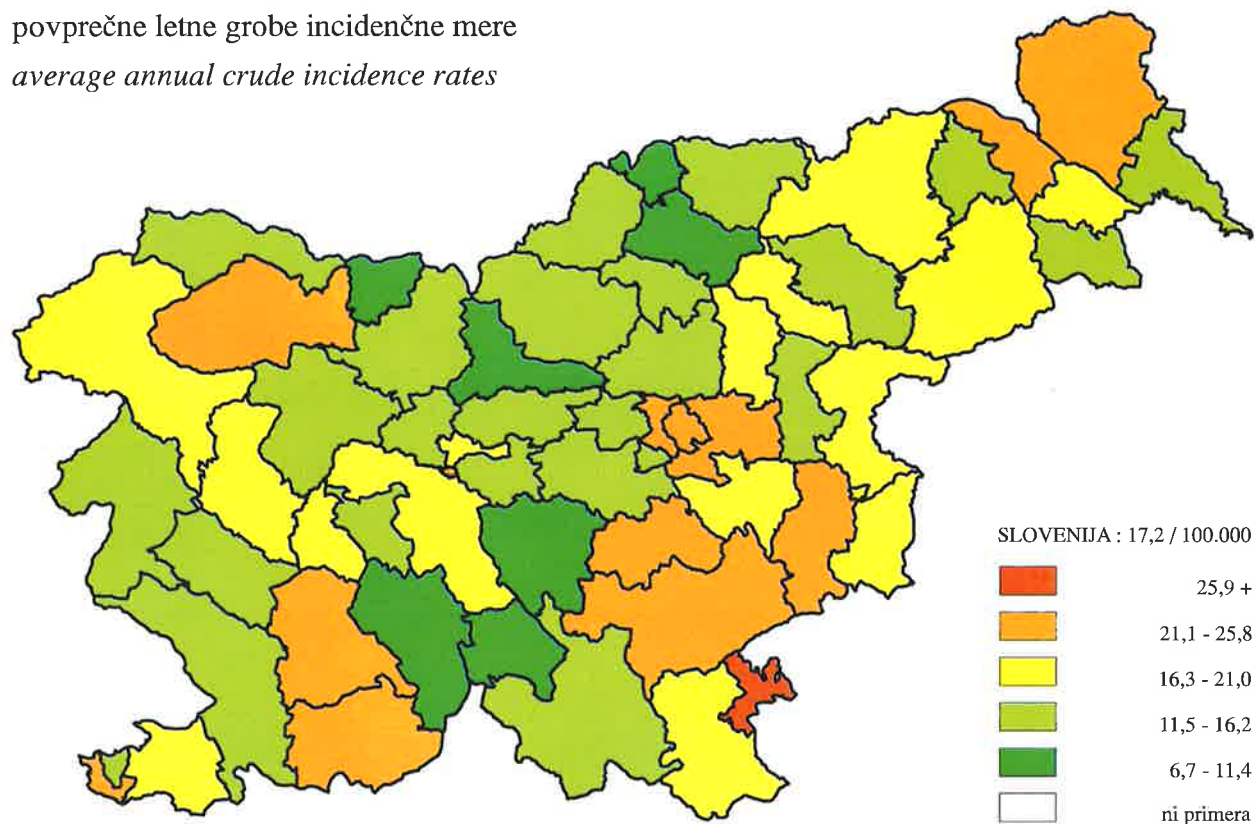 povprečne letne grobe incidenčne mere
average annual crude incidence rates
SLOVENIJA : 17,2 / 100.000
25,9 +
21,1 - 25,8
16,3 - 21,0
11,5 - 16,2
6,7 - 11,4
ni primera